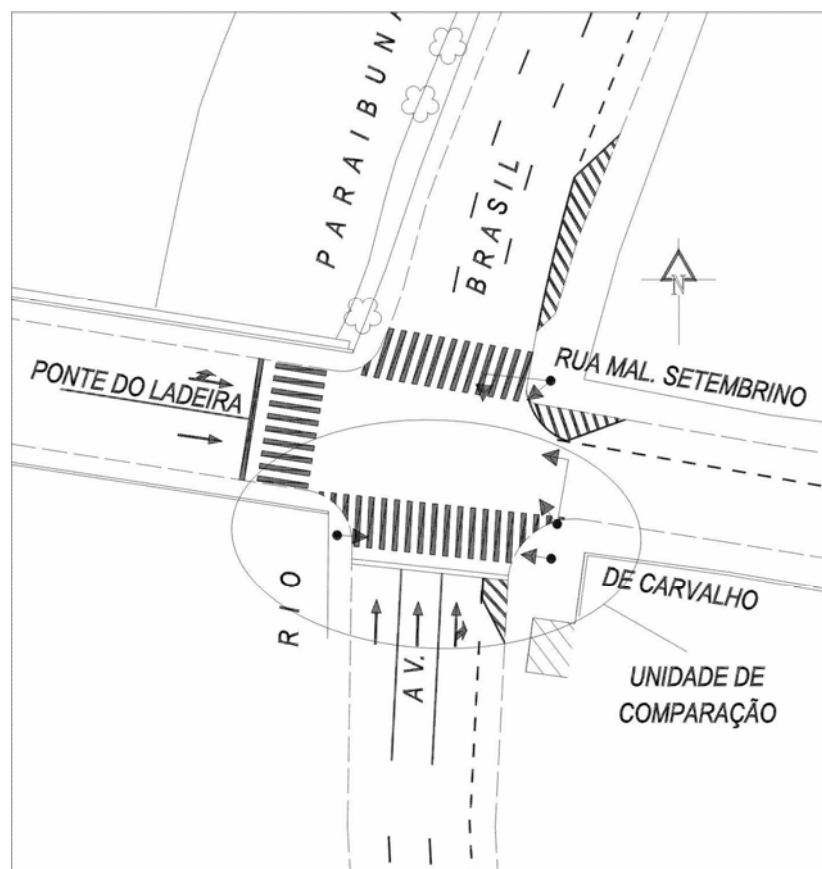 PARAIBUNA
BRASIL
N
PONTE DO LADEIRA
RUA MAL. SETEMBRINO
DE CARVALHO
RIO
AV.
UNIDADE DE
COMPARAÇÃO